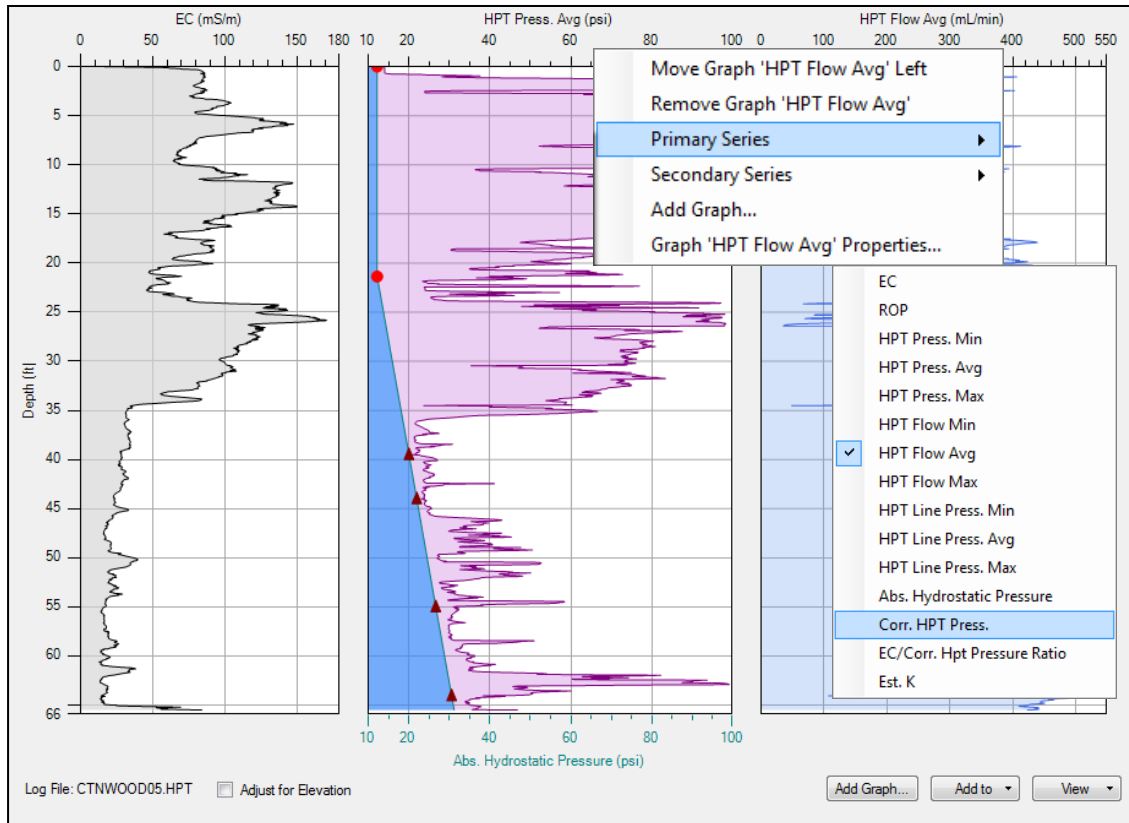 EC (mS/m)
HPT Press. Avg (psi)
HPT Flow Avg (mL/min)
0 50 100 150 180
10 20 40 60 80 100
0 100 200 300 400 500 550
Depth (ft)
0
5
10
15
20
25
30
35
40
45
50
55
60
66
Move Graph 'HPT Flow Avg' Left
Remove Graph 'HPT Flow Avg'
Primary Series
Secondary Series
Add Graph...
Graph 'HPT Flow Avg' Properties...
EC
ROP
HPT Press. Min
HPT Press. Avg
HPT Press. Max
HPT Flow Min
HPT Flow Avg
HPT Flow Max
HPT Line Press. Min
HPT Line Press. Avg
HPT Line Press. Max
Abs. Hydrostatic Pressure
Corr. HPT Press.
EC/Corr. Hpt Pressure Ratio
Est. K
10 20 40 60 80 100
Abs. Hydrostatic Pressure (psi)
Log File: CTNWOOD05.HPT
Adjust for Elevation
Add Graph...
Add to
View